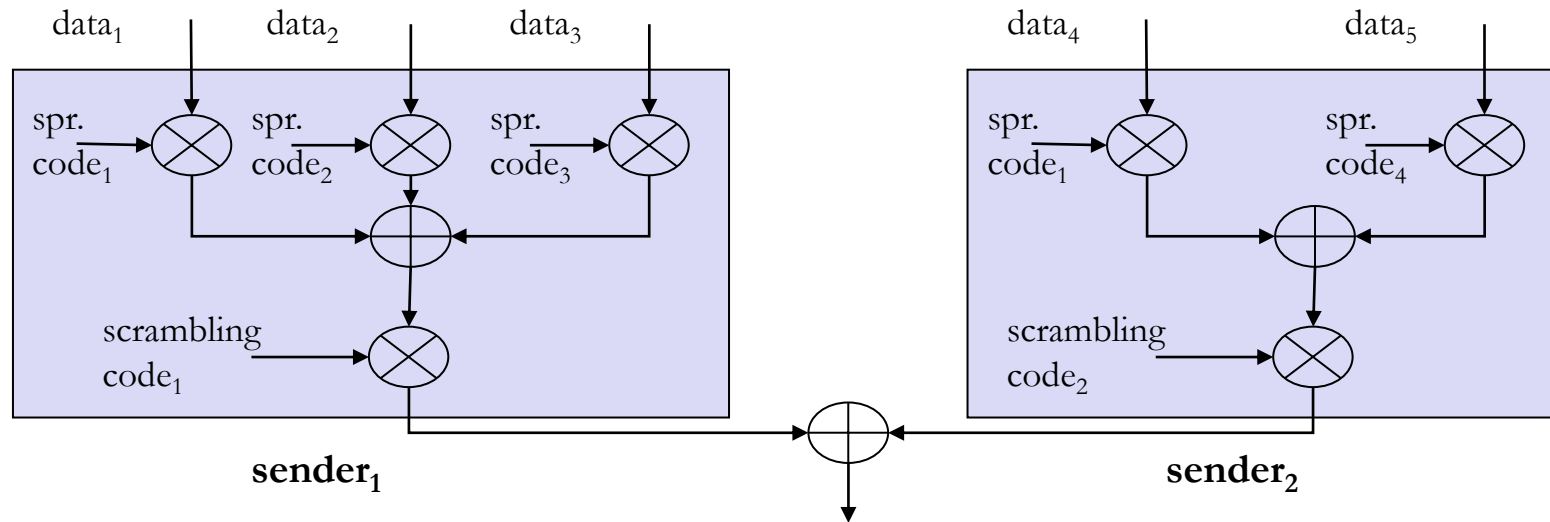 data₁
data₂
data₃
data₄
data₅
spr.
code₁
spr.
code₂
spr.
code₃
spr.
code₁
spr.
code₄
scrambling
code₁
scrambling
code₂
sender₁
sender₂